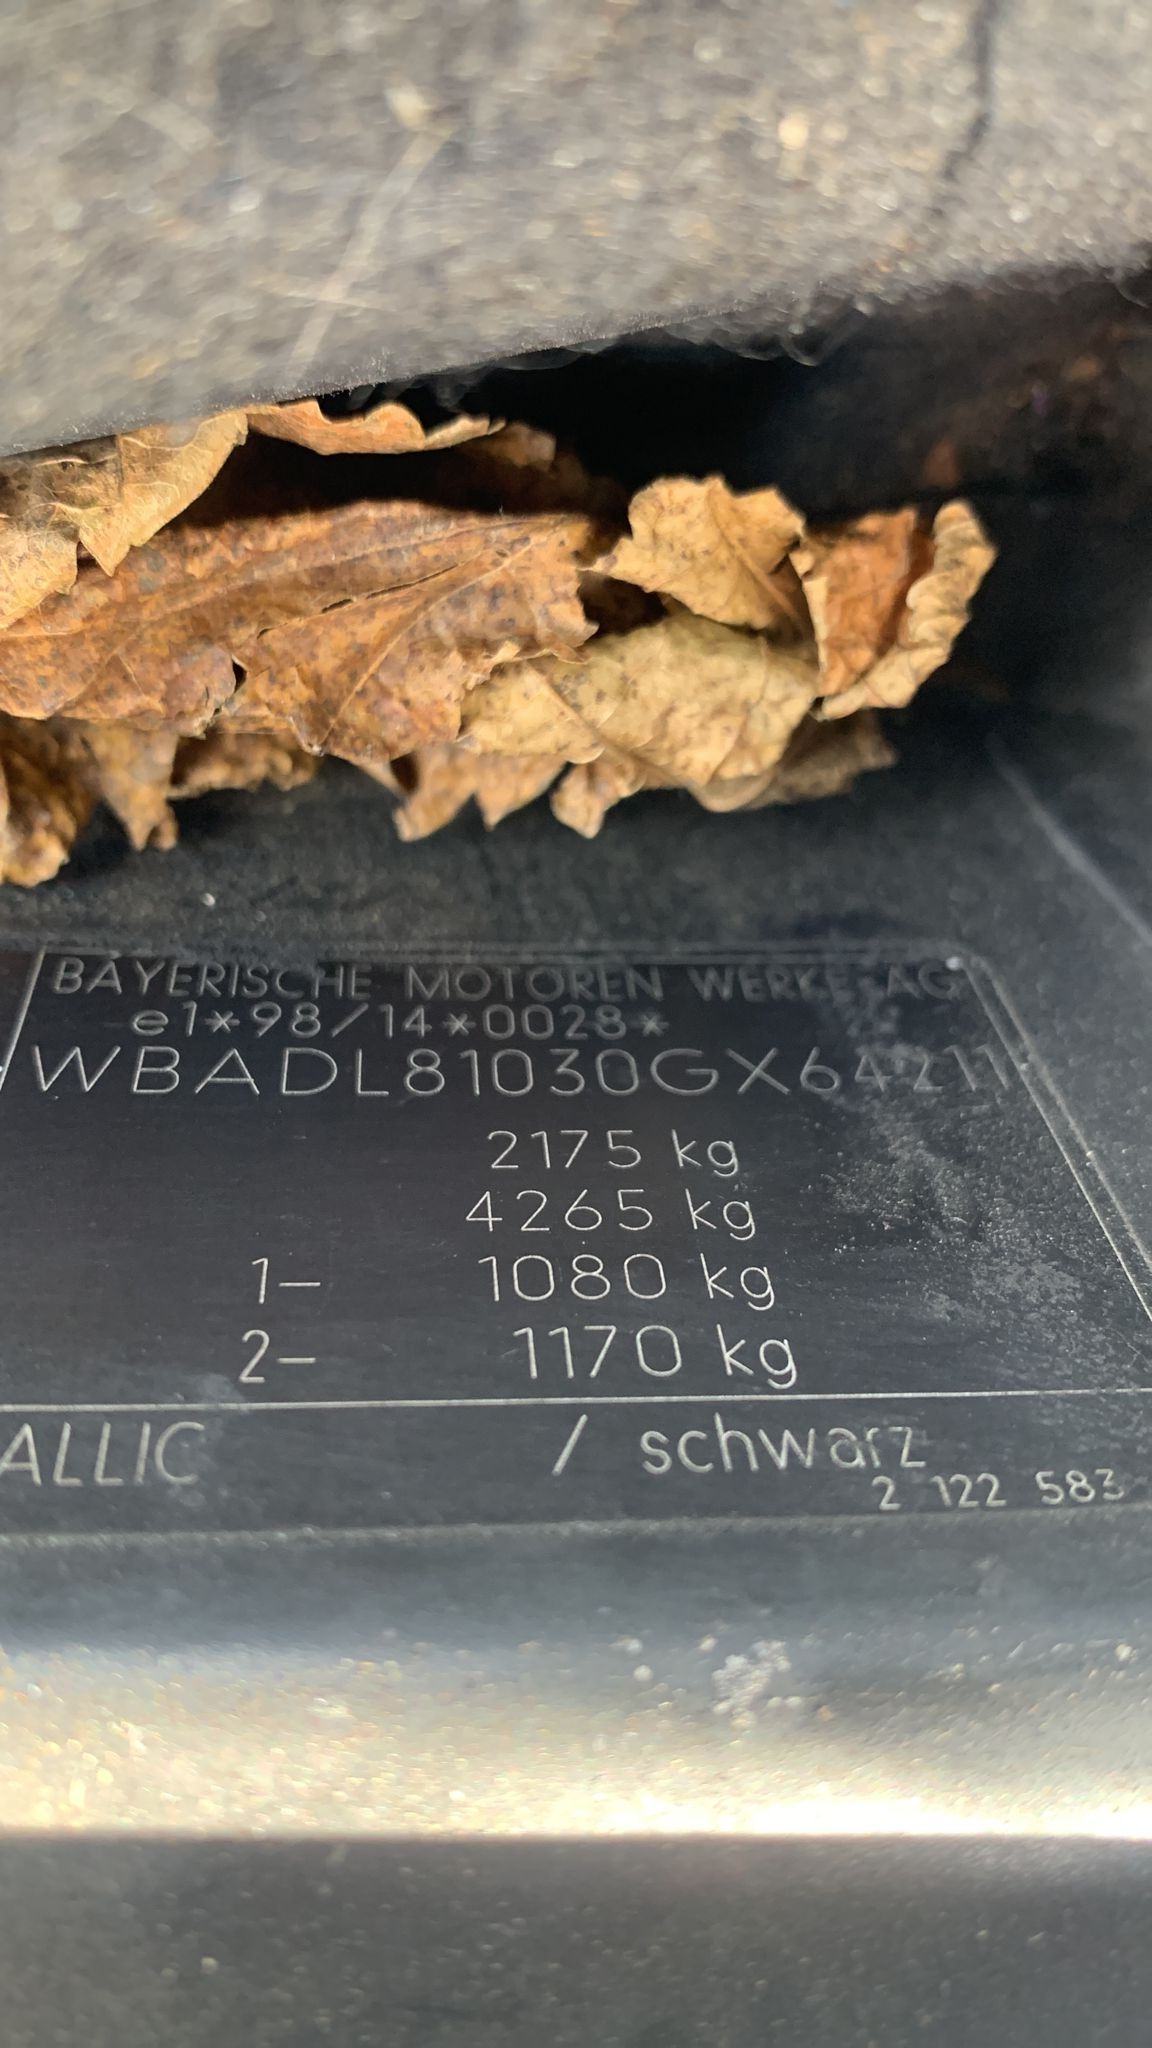 BAYERISCHE MOTOREN WERKE AG
e1*98/14*0028*
WBADL81030GX64211
2175 kg
4265 kg
1- 1080 kg
2- 1170 kg
ALLIC / schwarz
2 122 583